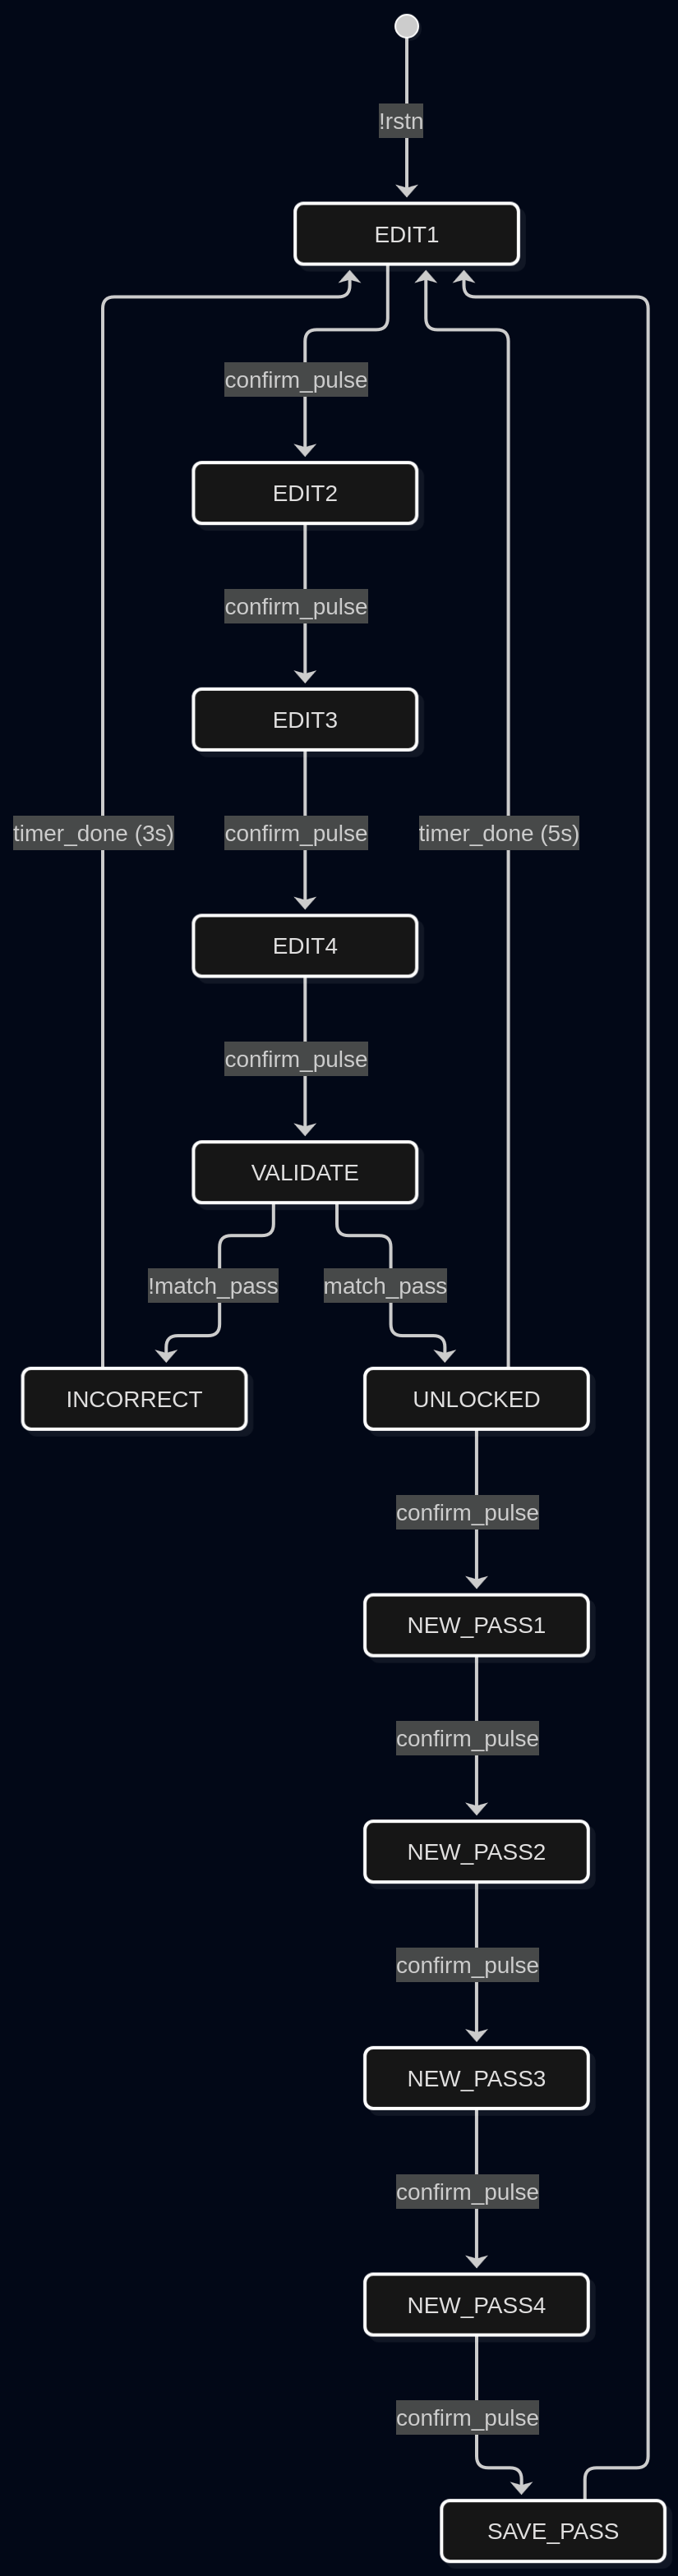 !rstn
EDIT1
confirm_pulse
EDIT2
confirm_pulse
EDIT3
timer_done (3s)
confirm_pulse
timer_done (5s)
EDIT4
confirm_pulse
VALIDATE
!match_pass
match_pass
INCORRECT
UNLOCKED
confirm_pulse
NEW_PASS1
confirm_pulse
NEW_PASS2
confirm_pulse
NEW_PASS3
confirm_pulse
NEW_PASS4
confirm_pulse
SAVE_PASS